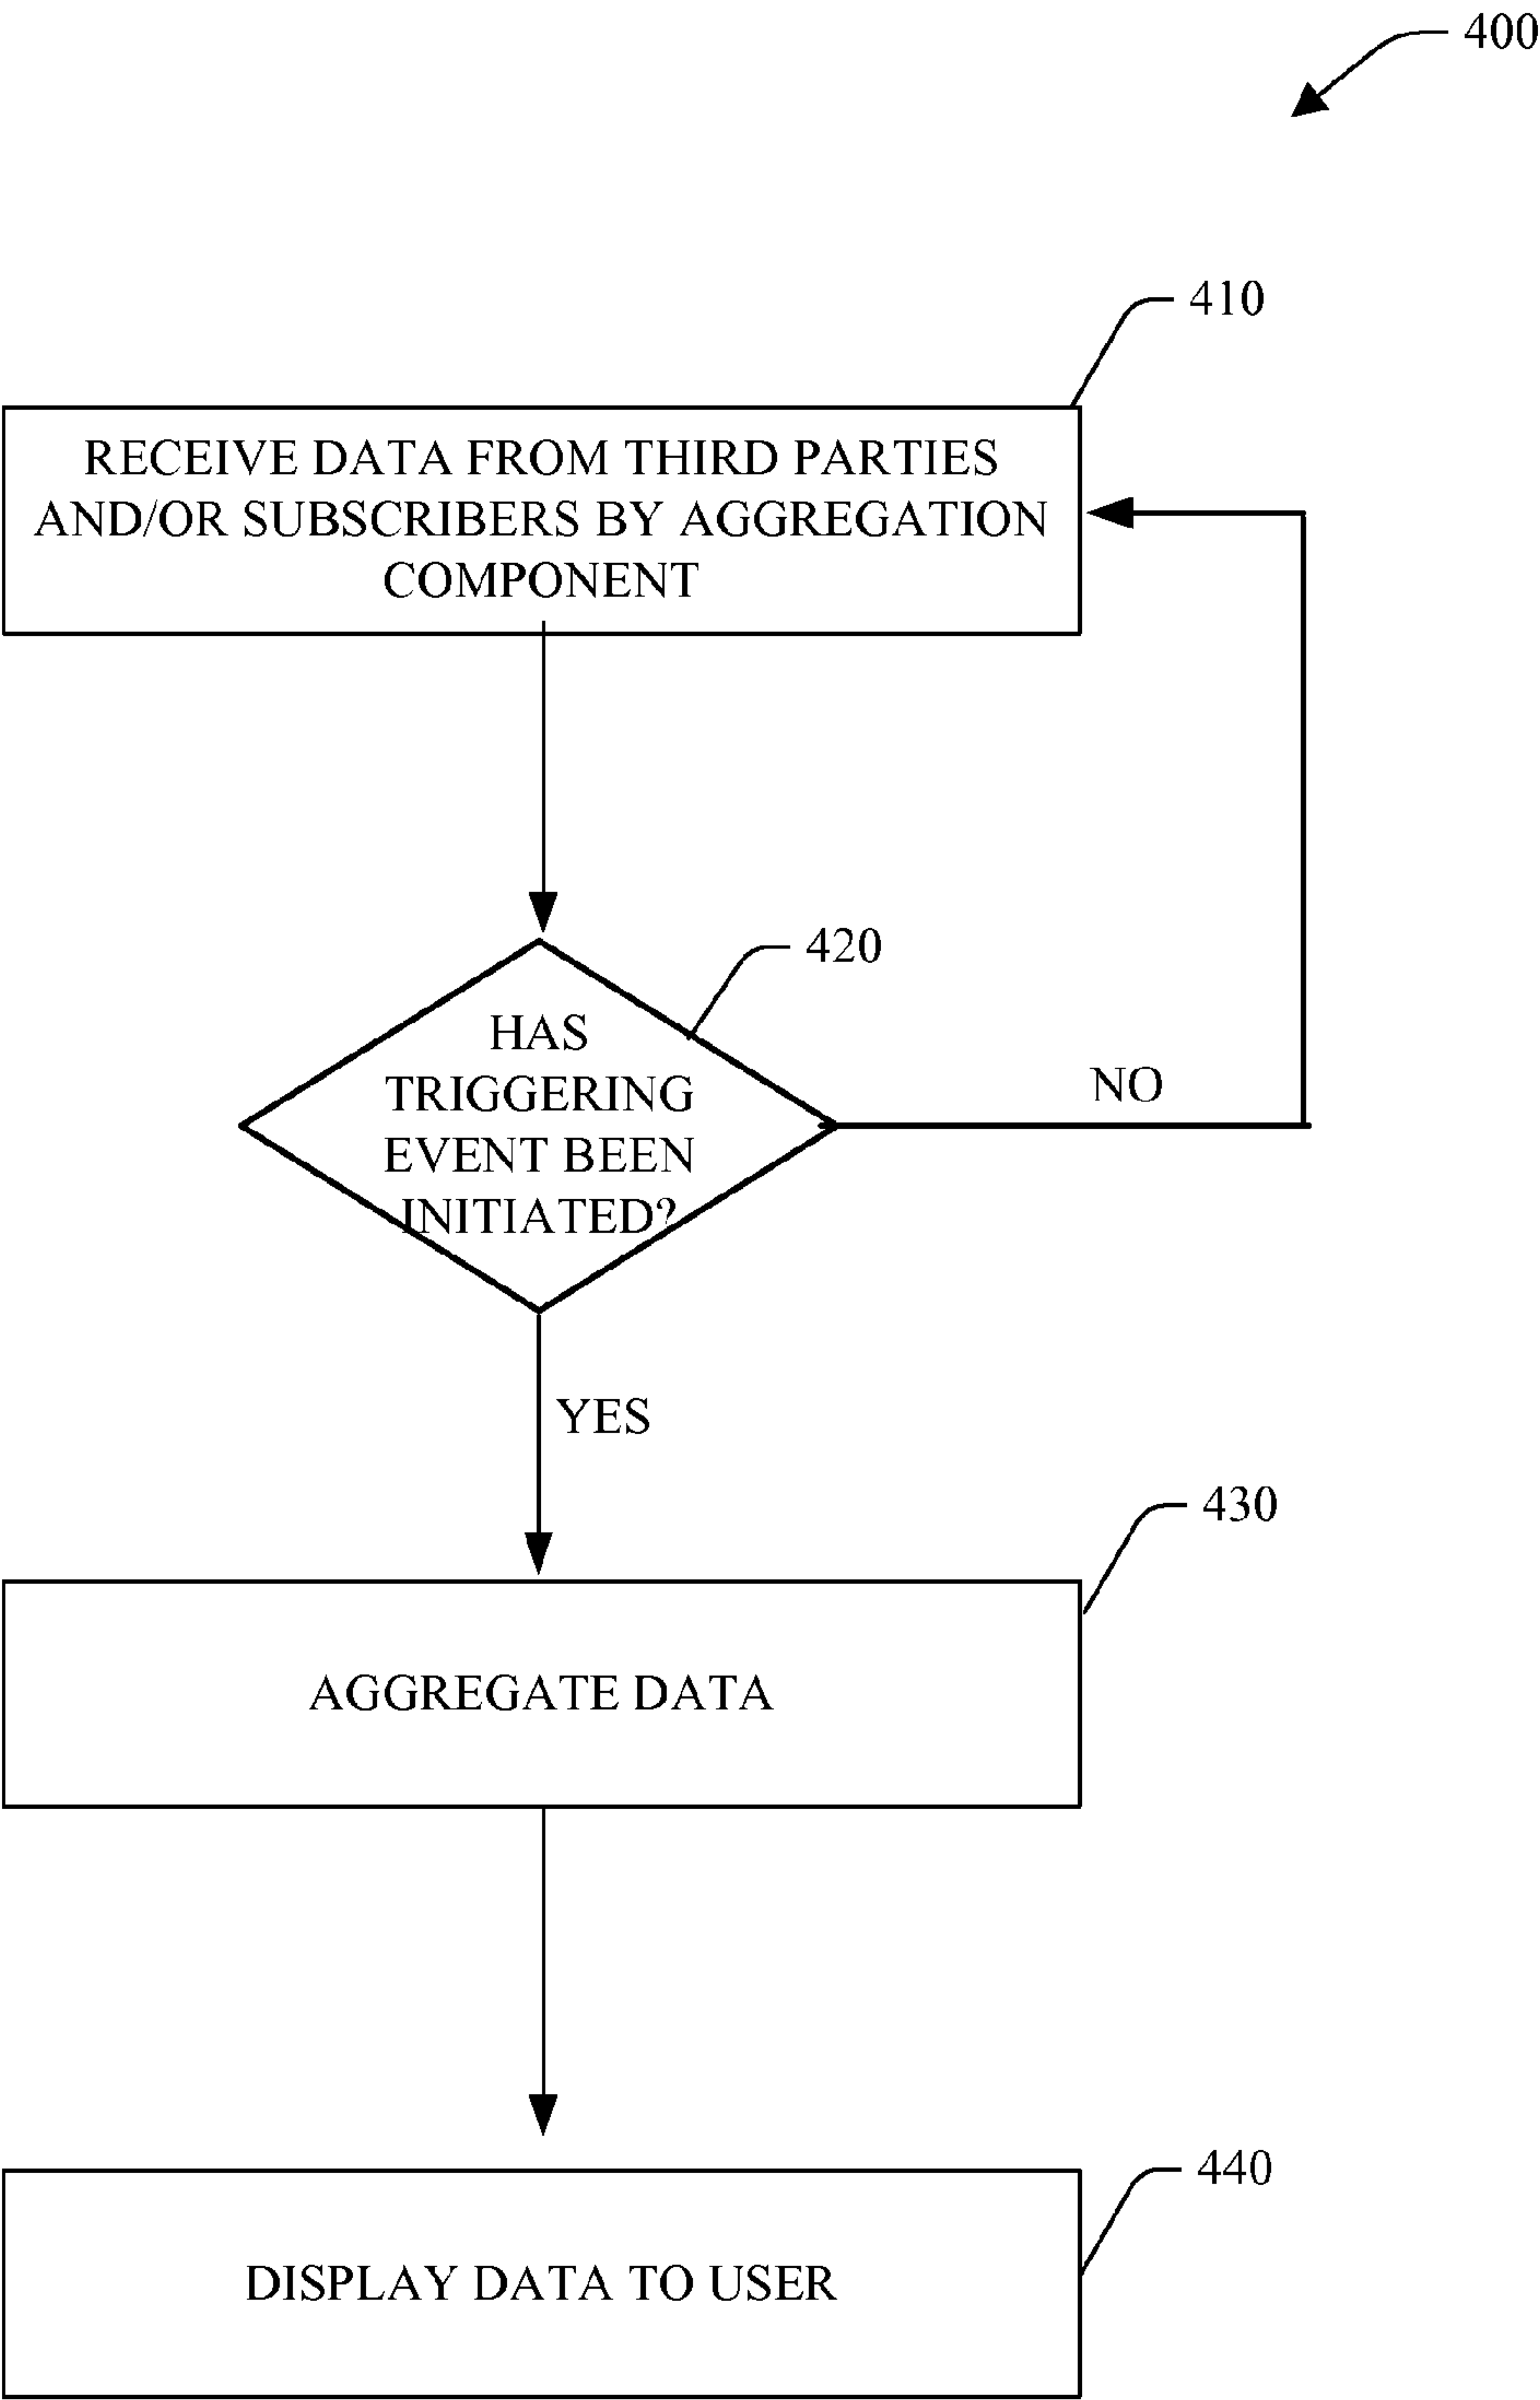 400
410
RECEIVE DATA FROM THIRD PARTIES
AND/OR SUBSCRIBERS BY AGGREGATION
COMPONENT
420
HAS
TRIGGERING
EVENT BEEN
INITIATED?
NO
YES
430
AGGREGATE DATA
440
DISPLAY DATA TO USER